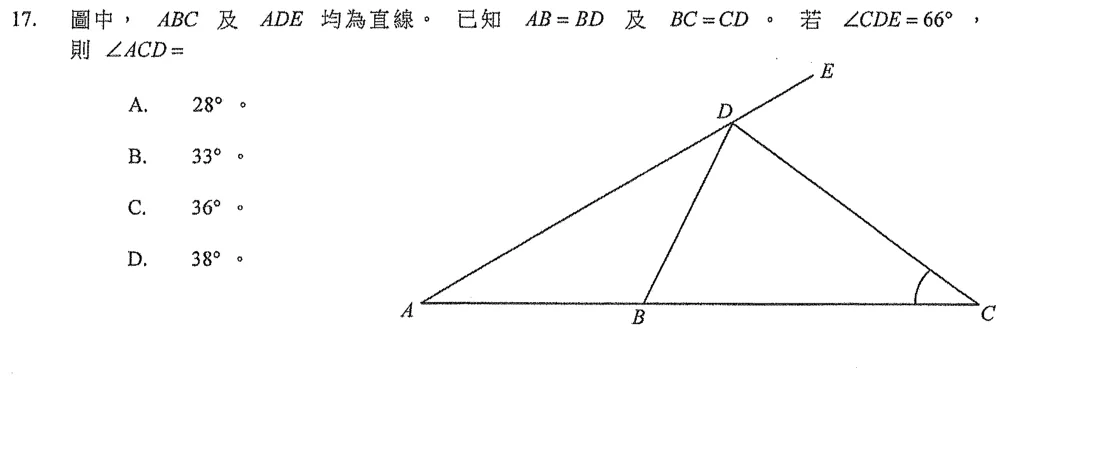 17. 圖中， ABC 及 ADE 均為直線。 已知 AB = BD 及 BC = CD 。 若 ∠CDE = 66° ，
則 ∠ACD =
A. 28° 。
B. 33° 。
C. 36° 。
D. 38° 。
E
D
A
B
C